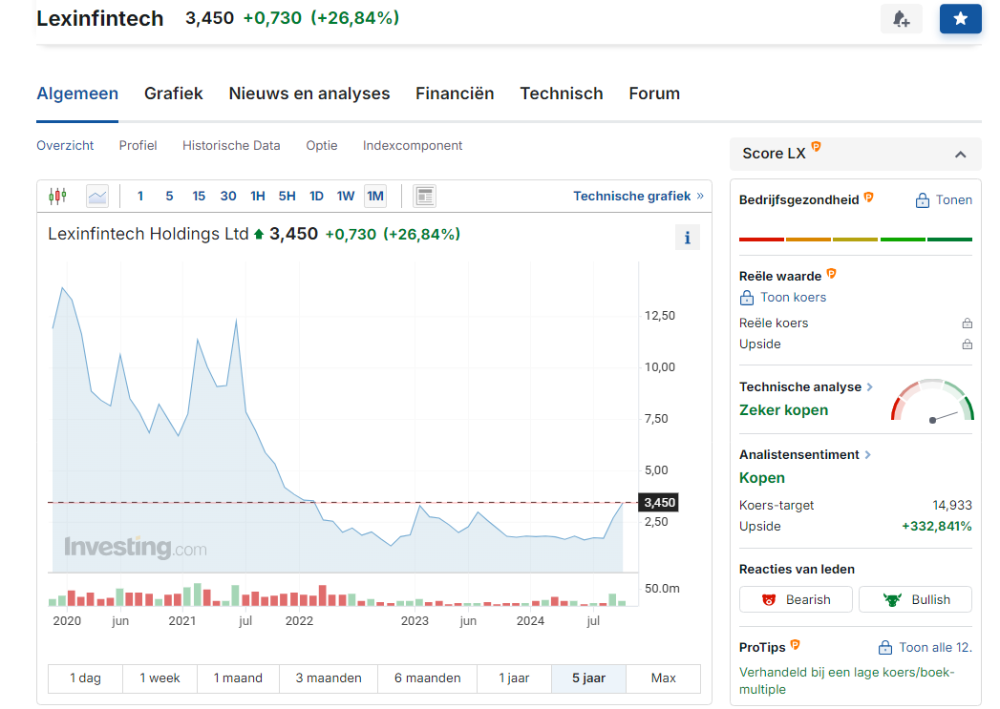 Lexinfintech 3,450 +0,730 (+26,84%)
Algemeen Grafiek Nieuws en analyses Financiën Technisch Forum
Overzicht Profiel Historische Data Optie Indexcomponent
1 5 15 30 1H 5H 1D 1W 1M Technische grafiek »
Lexinfintech Holdings Ltd 3,450 +0,730 (+26,84%)
i
12,50
10,00
7,50
5,00
3,450
2,50
Investing.com
50.0m
2020 jun 2021 jul 2022 2023 jun 2024 jul
1 dag 1 week 1 maand 3 maanden 6 maanden 1 jaar 5 jaar Max
Score LX P
Bedrijfsgezondheid P Tonen
Reële waarde P
Toon koers
Reële koers
Upside
Technische analyse
Zeker kopen
Analistensentiment
Kopen
Koers-target 14,933
Upside +332,841%
Reacties van leden
Bearish Bullish
ProTips P Toon alle 12.
Verhandeld bij een lage koers/boek-
multiple